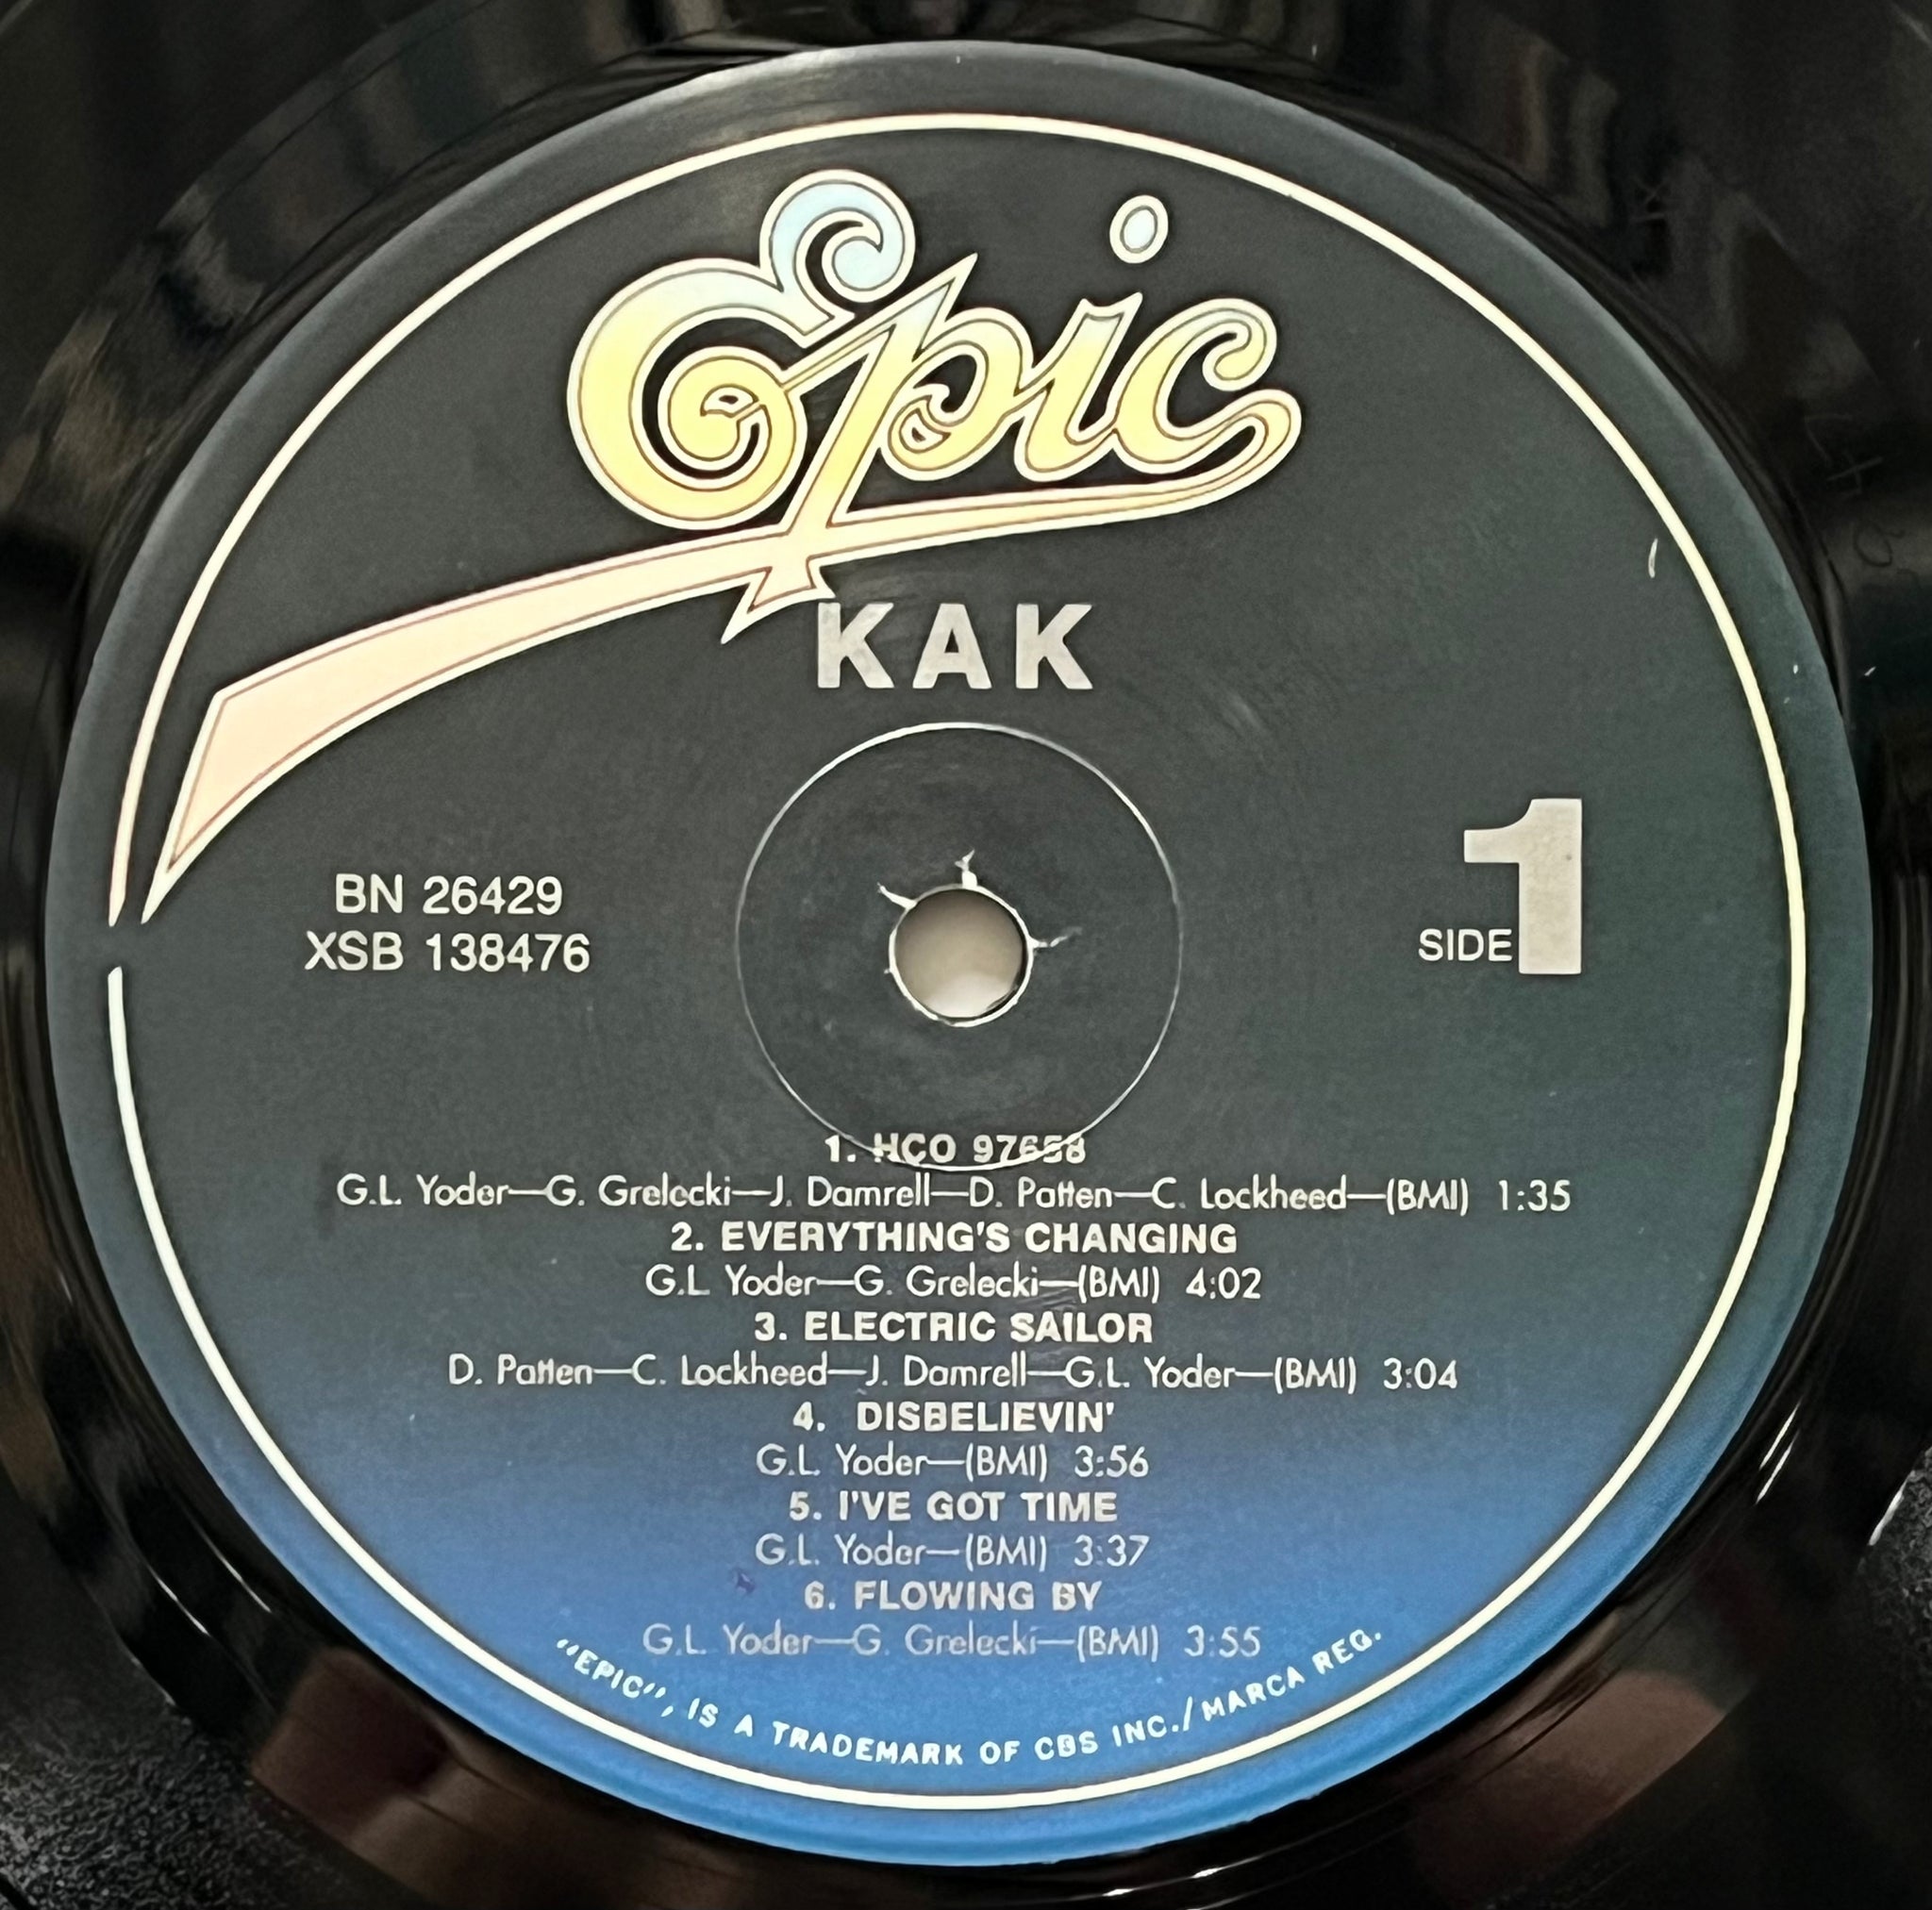 Epic
KAK
BN 26429
XSB 138476
SIDE 1
1. HCO 97658
G.L. Yoder—G. Grelecki—J. Damrell—D. Patten—C. Lockheed—(BMI) 1:35
2. EVERYTHING'S CHANGING
G.L. Yoder—G. Grelecki—(BMI) 4:02
3. ELECTRIC SAILOR
D. Patten—C. Lockheed—J. Damrell—G.L. Yoder—(BMI) 3:04
4. DISBELIEVIN'
G.L. Yoder—(BMI) 3:56
5. I'VE GOT TIME
G.L. Yoder—(BMI) 3:37
6. FLOWING BY
G.L. Yoder—G. Grelecki—(BMI) 3:55
"EPIC", IS A TRADEMARK OF CBS INC./MARCA REG.